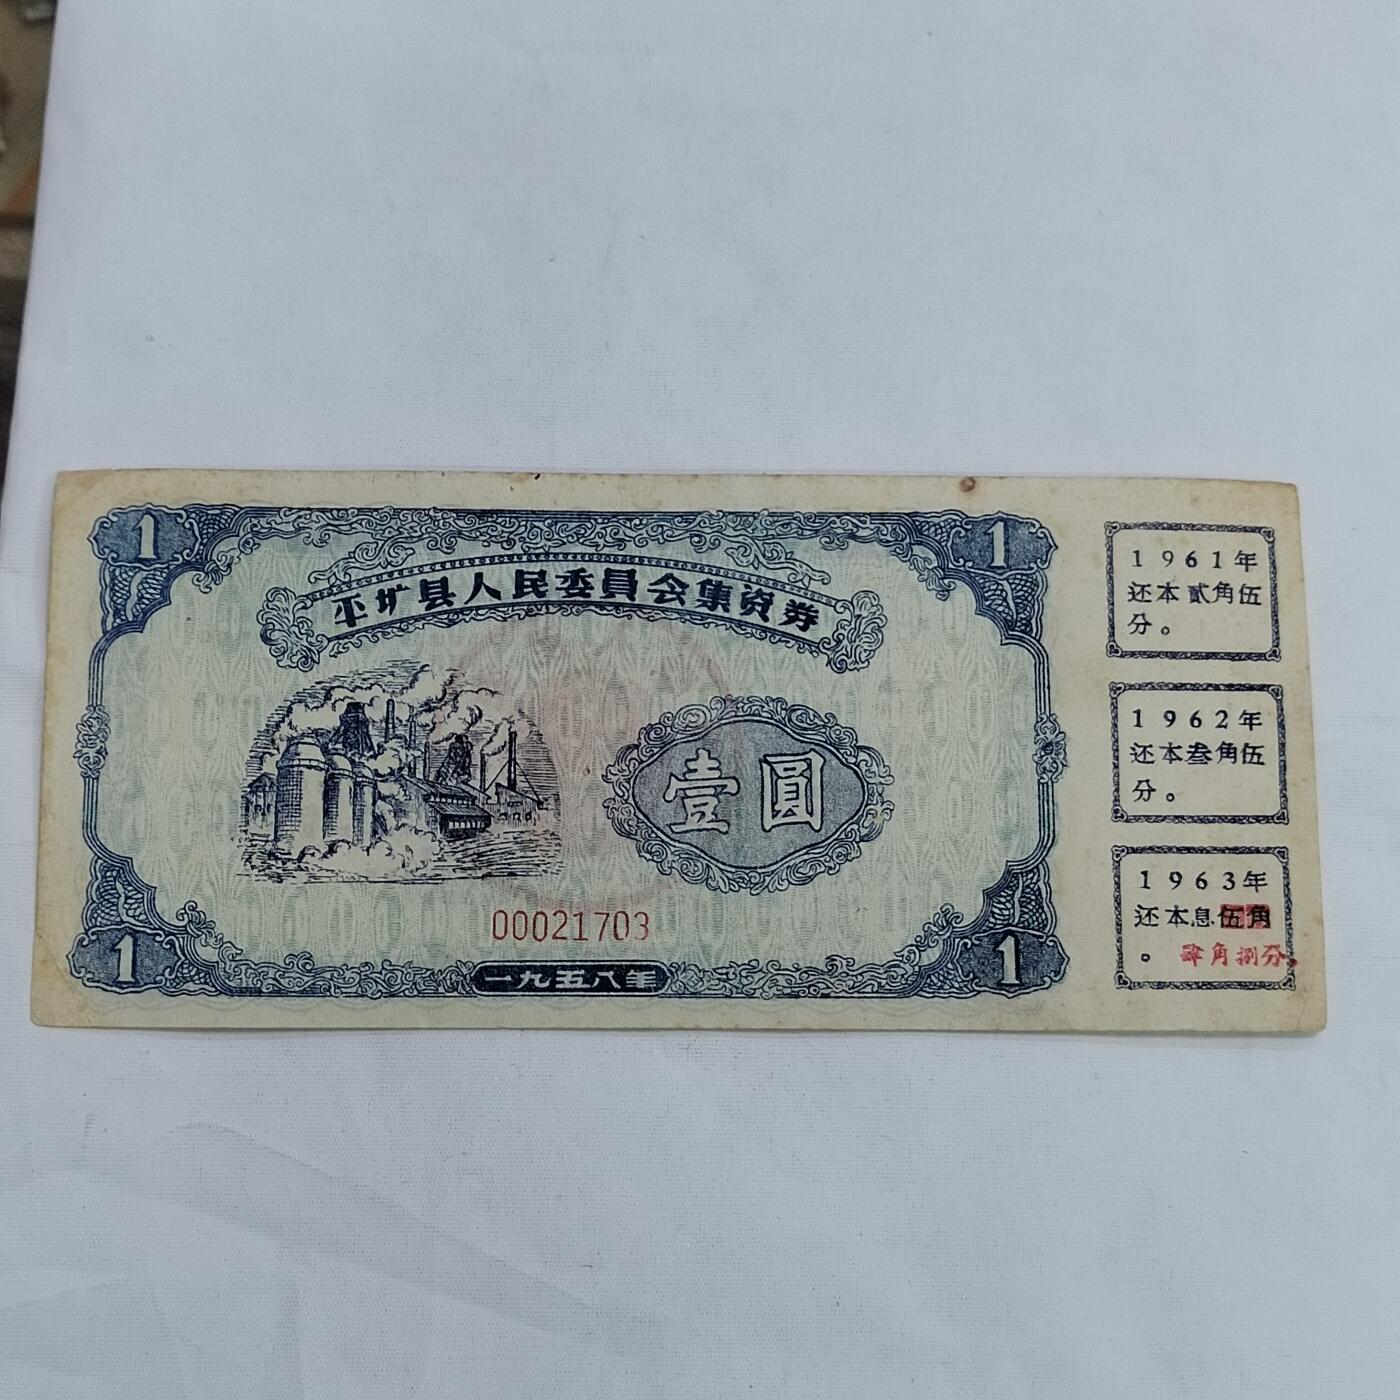 1
1
平圹县人民委員会集资券
壹圓
00021703
1
1
一九五八年
1961年
还本贰角伍
分。
1962年
还本叁角伍
分。
1963年
还本息伍角
。肆角捌分